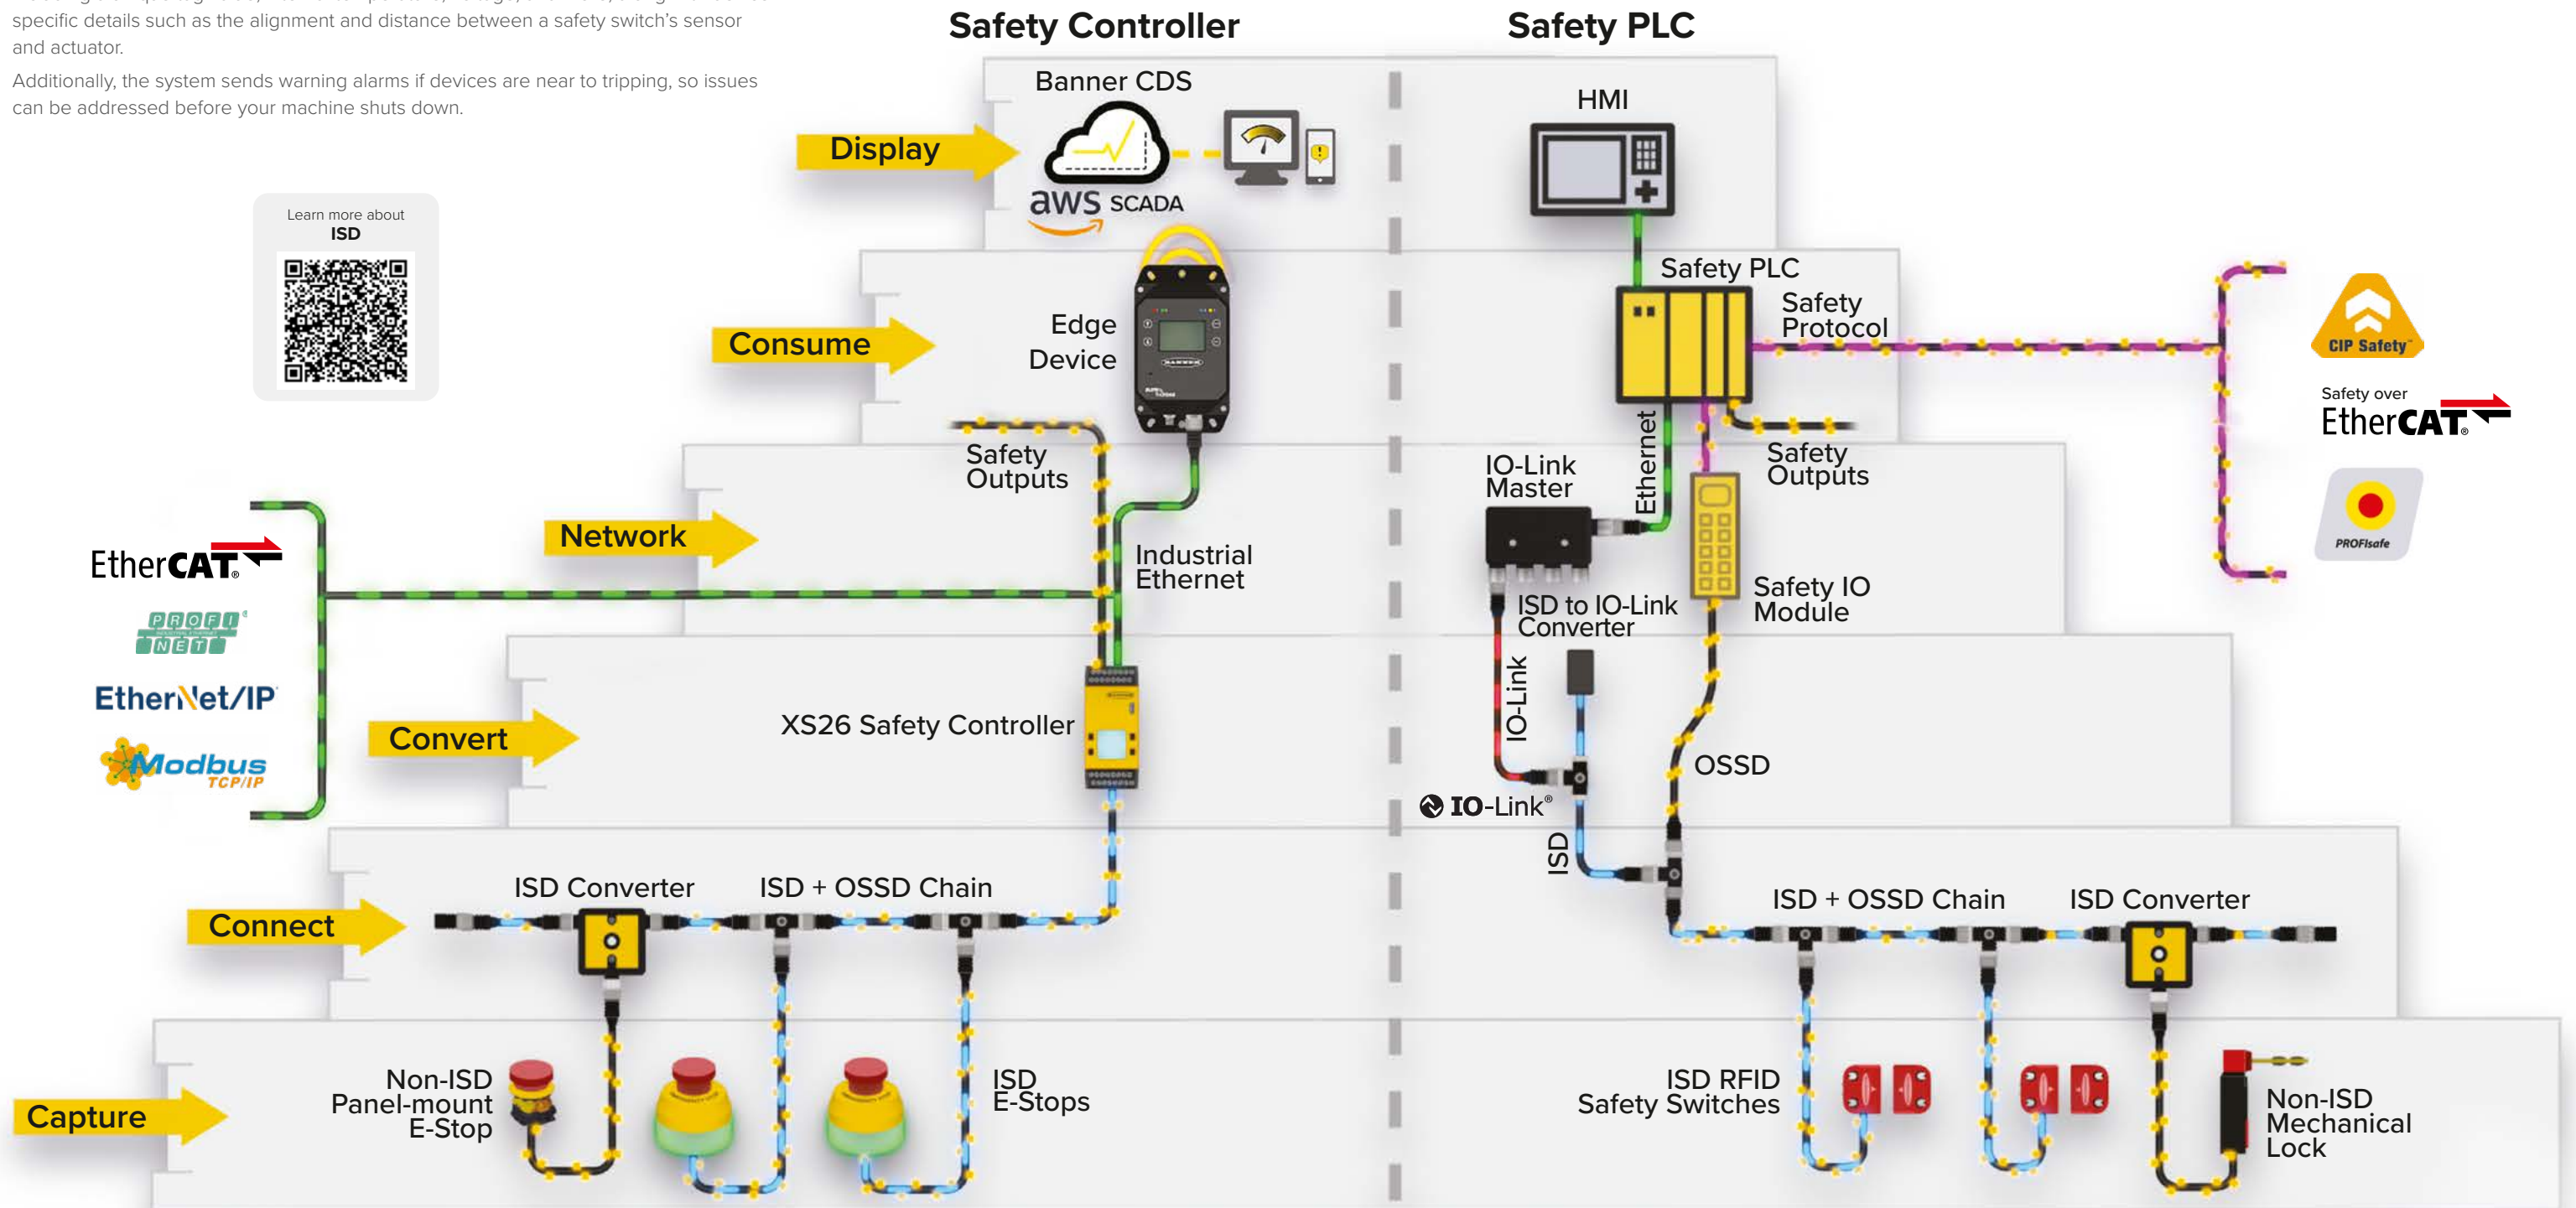 specific details such as the alignment and distance between a safety switch's sensor
and actuator.
Additionally, the system sends warning alarms if devices are near to tripping, so issues
can be addressed before your machine shuts down.
Learn more about
ISD
Safety Controller
Safety PLC
Display
Banner CDS
aws SCADA
HMI
Consume
Edge
Device
Safety PLC
Safety
Protocol
CIP Safety™
Safety over
EtherCAT®
PROFIsafe
Network
Safety
Outputs
Industrial
Ethernet
IO-Link
Master
Ethernet
Safety
Outputs
Safety IO
Module
ISD to IO-Link
Converter
EtherCAT®
PROFI®
NET
EtherNet/IP
Modbus
TCP/IP
Convert
XS26 Safety Controller
IO-Link
IO-Link®
OSSD
ISD
Connect
ISD Converter
ISD + OSSD Chain
ISD + OSSD Chain
ISD Converter
Capture
Non-ISD
Panel-mount
E-Stop
ISD
E-Stops
ISD RFID
Safety Switches
Non-ISD
Mechanical
Lock